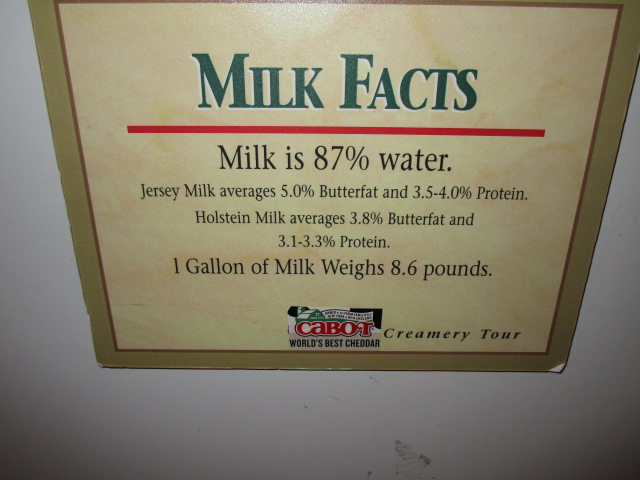 MILK FACTS
Milk is 87% water.
Jersey Milk averages 5.0% Butterfat and 3.5-4.0% Protein.
Holstein Milk averages 3.8% Butterfat and
3.1-3.3% Protein.
1 Gallon of Milk Weighs 8.6 pounds.
CABOT
WORLD'S BEST CHEDDAR
Creamery Tour